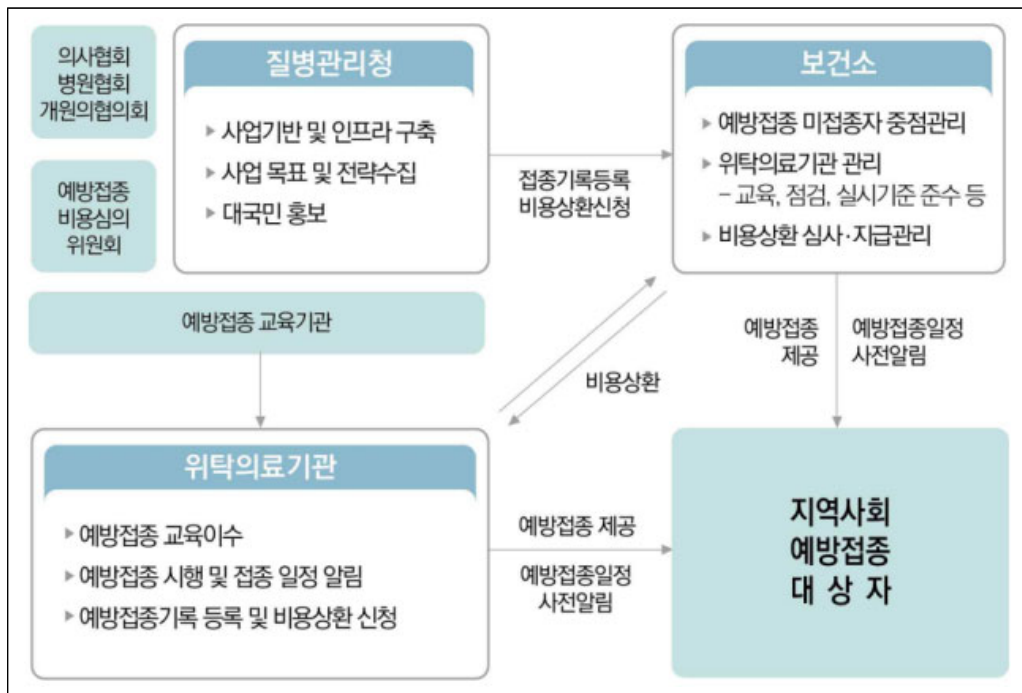 의사협회
병원협회
개원의협의회
예방접종
비용심의
위원회
질병관리청
▶ 사업기반 및 인프라 구축
▶ 사업 목표 및 전략수집
▶ 대국민 홍보
접종기록등록
비용상환신청
보건소
▶ 예방접종 미접종자 중점관리
▶ 위탁의료기관 관리
– 교육, 점검, 실시기준 준수 등
▶ 비용상환 심사·지급관리
예방접종 교육기관
비용상환
예방접종
제공
예방접종일정
사전알림
위탁의료기관
▶ 예방접종 교육이수
▶ 예방접종 시행 및 접종 일정 알림
▶ 예방접종기록 등록 및 비용상환 신청
예방접종 제공
예방접종일정
사전알림
지역사회
예방접종
대 상 자